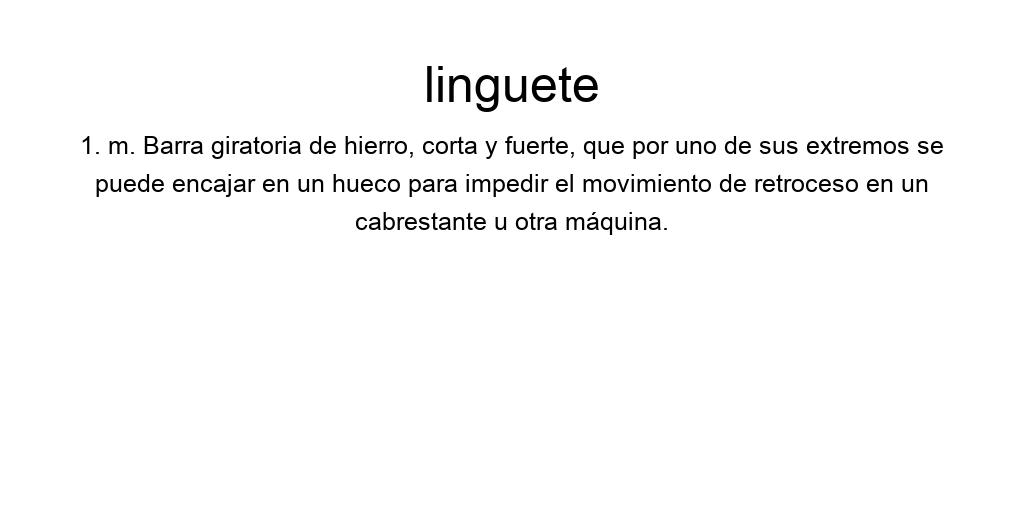 linguete
1. m. Barra giratoria de hierro, corta y fuerte, que por uno de sus extremos se
puede encajar en un hueco para impedir el movimiento de retroceso en un
cabrestante u otra máquina.